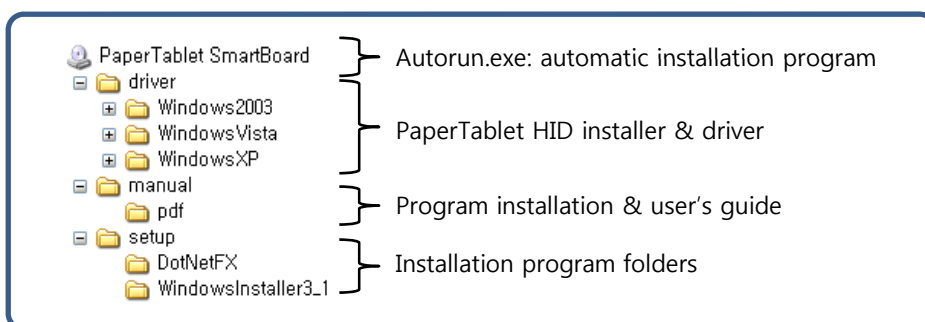 PaperTablet SmartBoard
Autorun.exe: automatic installation program
driver
Windows2003
WindowsVista
WindowsXP
PaperTablet HID installer & driver
manual
pdf
Program installation & user’s guide
setup
DotNetFX
WindowsInstaller3_1
Installation program folders